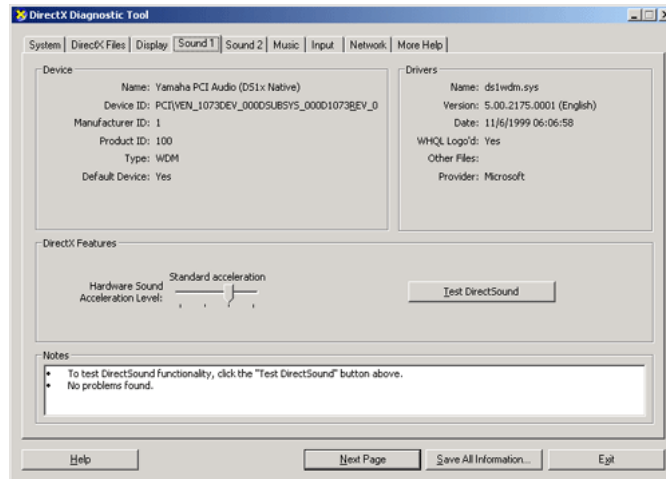 DirectX Diagnostic Tool
System DirectX Files Display Sound 1 Sound 2 Music Input Network More Help
Device
Name: Yamaha PCI Audio (DS1x Native)
Device ID: PCI\VEN_1073DEV_000DSUBSYS_000D1073REV_0
Manufacturer ID: 1
Product ID: 100
Type: WDM
Default Device: Yes
Drivers
Name: ds1wdm.sys
Version: 5.00.2175.0001 (English)
Date: 11/6/1999 06:06:58
WHQL Logo'd: Yes
Other Files:
Provider: Microsoft
DirectX Features
Hardware Sound
Acceleration Level:
Standard acceleration
Test DirectSound
Notes
• To test DirectSound functionality, click the "Test DirectSound" button above.
• No problems found.
Help Next Page Save All Information... Exit